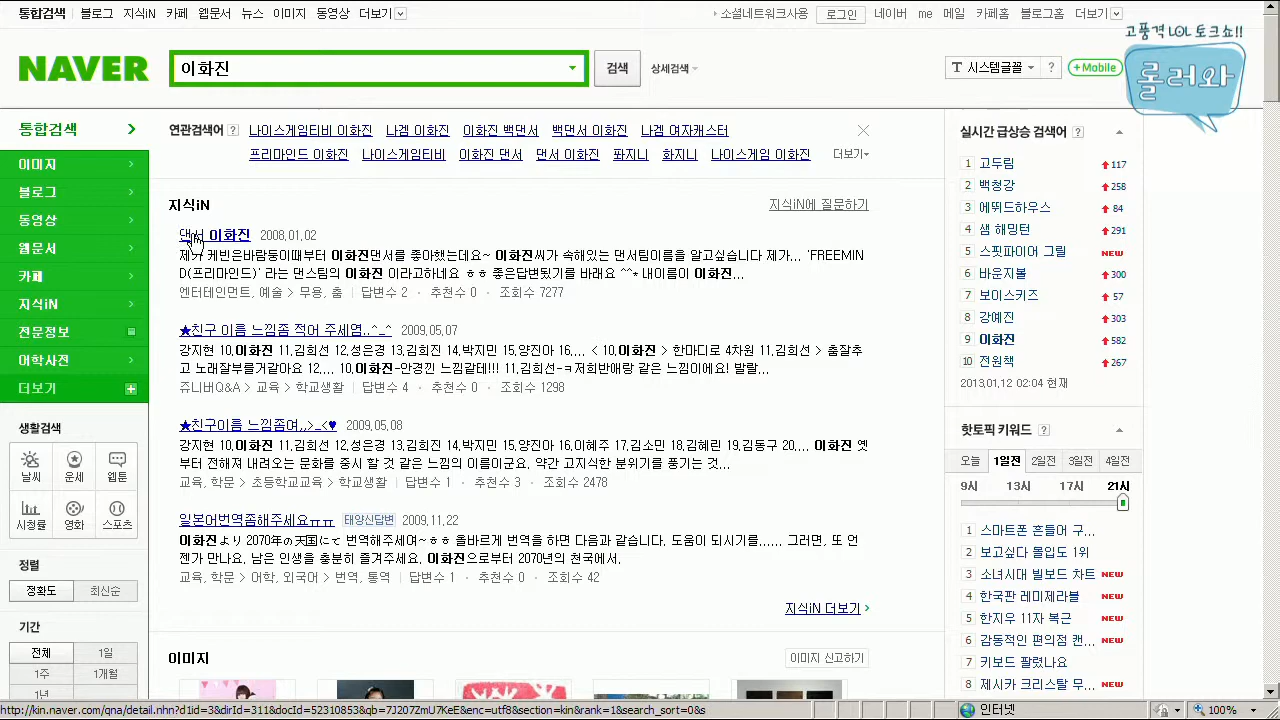 통합검색 블로그 지식iN 카페 웹문서 뉴스 이미지 동영상 더보기
소셜네트워크사용 로그인 네이버 me 메일 카페홈 블로그홈 더보기
고품격 LOL 토크쇼!!
롤러와
NAVER 이화진 검색 상세검색
T 시스템글꼴 ? +Mobile
통합검색
이미지
블로그
동영상
웹문서
카페
지식iN
전문정보
어학사전
더보기
생활검색
날씨 운세 웹툰
시청률 영화 스포츠
정렬
정확도 최신순
기간
전체 1일
1주 1개월
1년
연관검색어 ? 나이스게임티비 이화진 나겜 이화진 이화진 백댄서 백댄서 이화진 나겜 여자캐스터
프리마인드 이화진 나이스게임티비 이화진 댄서 댄서 이화진 퐈지니 화지니 나이스게임 이화진 더보기
지식iN 지식iN에 질문하기
댄서 이화진 2008.01.02
제가 케빈은바람둥이때부터 이화진댄서를 좋아했는데요~ 이화진씨가 속해있는 댄서팀이름을 알고싶습니다 제가... 'FREEMIN
D(프리마인드)' 라는 댄스팀의 이화진 이라고하네요 ㅎㅎ 좋은답변됬기를 바래요 ^^* 내이름이 이화진...
엔터테인먼트, 예술 > 무용, 춤 답변수 2 · 추천수 0 · 조회수 7277
★친구 이름 느낌좀 적어 주세염..^_^ 2009.05.07
강지현 10.이화진 11.김희선 12.성은경 13.김희진 14.박지민 15.양진아 16.... < 10.이화진 > 한마디로 4차원 11.김희선 > 춤잘추
고 노래잘부를거같아요 12.... 10.이화진-안경낀 느낌같테!!! 11.김희선-ㅋ저희반애랑 같은 느낌이에요! 발랄...
쥬니버Q&A > 교육 > 학교생활 답변수 4 · 추천수 0 · 조회수 1298
★친구이름 느낌좀며,,>_<♥ 2009.05.08
강지현 10.이화진 11.김희선 12.성은경 13.김희진 14.박지민 15.양진아 16.이혜주 17.김소민 18.김혜린 19.김동구 20.... 이화진 옛
부터 전해져 내려오는 문화를 중시 할 것 같은 느낌의 이름이군요. 약간 고지식한 분위기를 풍기는 것...
교육, 학문 > 초등학교교육 > 학교생활 답변수 1 · 추천수 3 · 조회수 2478
일본어번역좀해주세요ㅠㅠ 태양신답변 2009.11.22
이화진より 2070年の天国にて 번역해주세며~ㅎㅎ 올바르게 번역을 하면 다음과 같습니다. 도움이 되시기를...... 그러면, 또 언
젠가 만나요. 남은 인생을 충분히 즐겨주세요. 이화진으로부터 2070년의 천국에서.
교육, 학문 > 어학, 외국어 > 번역, 통역 답변수 1 · 추천수 0 · 조회수 42
지식iN 더보기
이미지 이미지 신고하기
실시간 급상승 검색어 ?
1 고두림 117
2 백청강 258
3 에뛰드하우스 84
4 샘 해밍턴 291
5 스핏파이어 그릴 NEW
6 바운지볼 300
7 보이스키즈 57
8 강예진 303
9 이화진 582
10 전원책 267
2013.01.12 02:04 현재
핫토픽 키워드 ?
오늘 1일전 2일전 3일전 4일전
9시 13시 17시 21시
1 스마트폰 흔들어 구...
2 보고싶다 몰입도 1위
3 소녀시대 빌보드 차트 NEW
4 한국판 레미제라블 NEW
5 한지우 11자 복근 NEW
6 감동적인 편의점 캔... NEW
7 키보드 팔렸나요
8 제시카 크리스탈 무... NEW
http://kin.naver.com/qna/detail.nhn?d1id=3&dirId=311&docId=52310853&qb=7J207ZmU7KeE&enc=utf8&section=kin&rank=1&search_sort=0&s
인터넷 100%